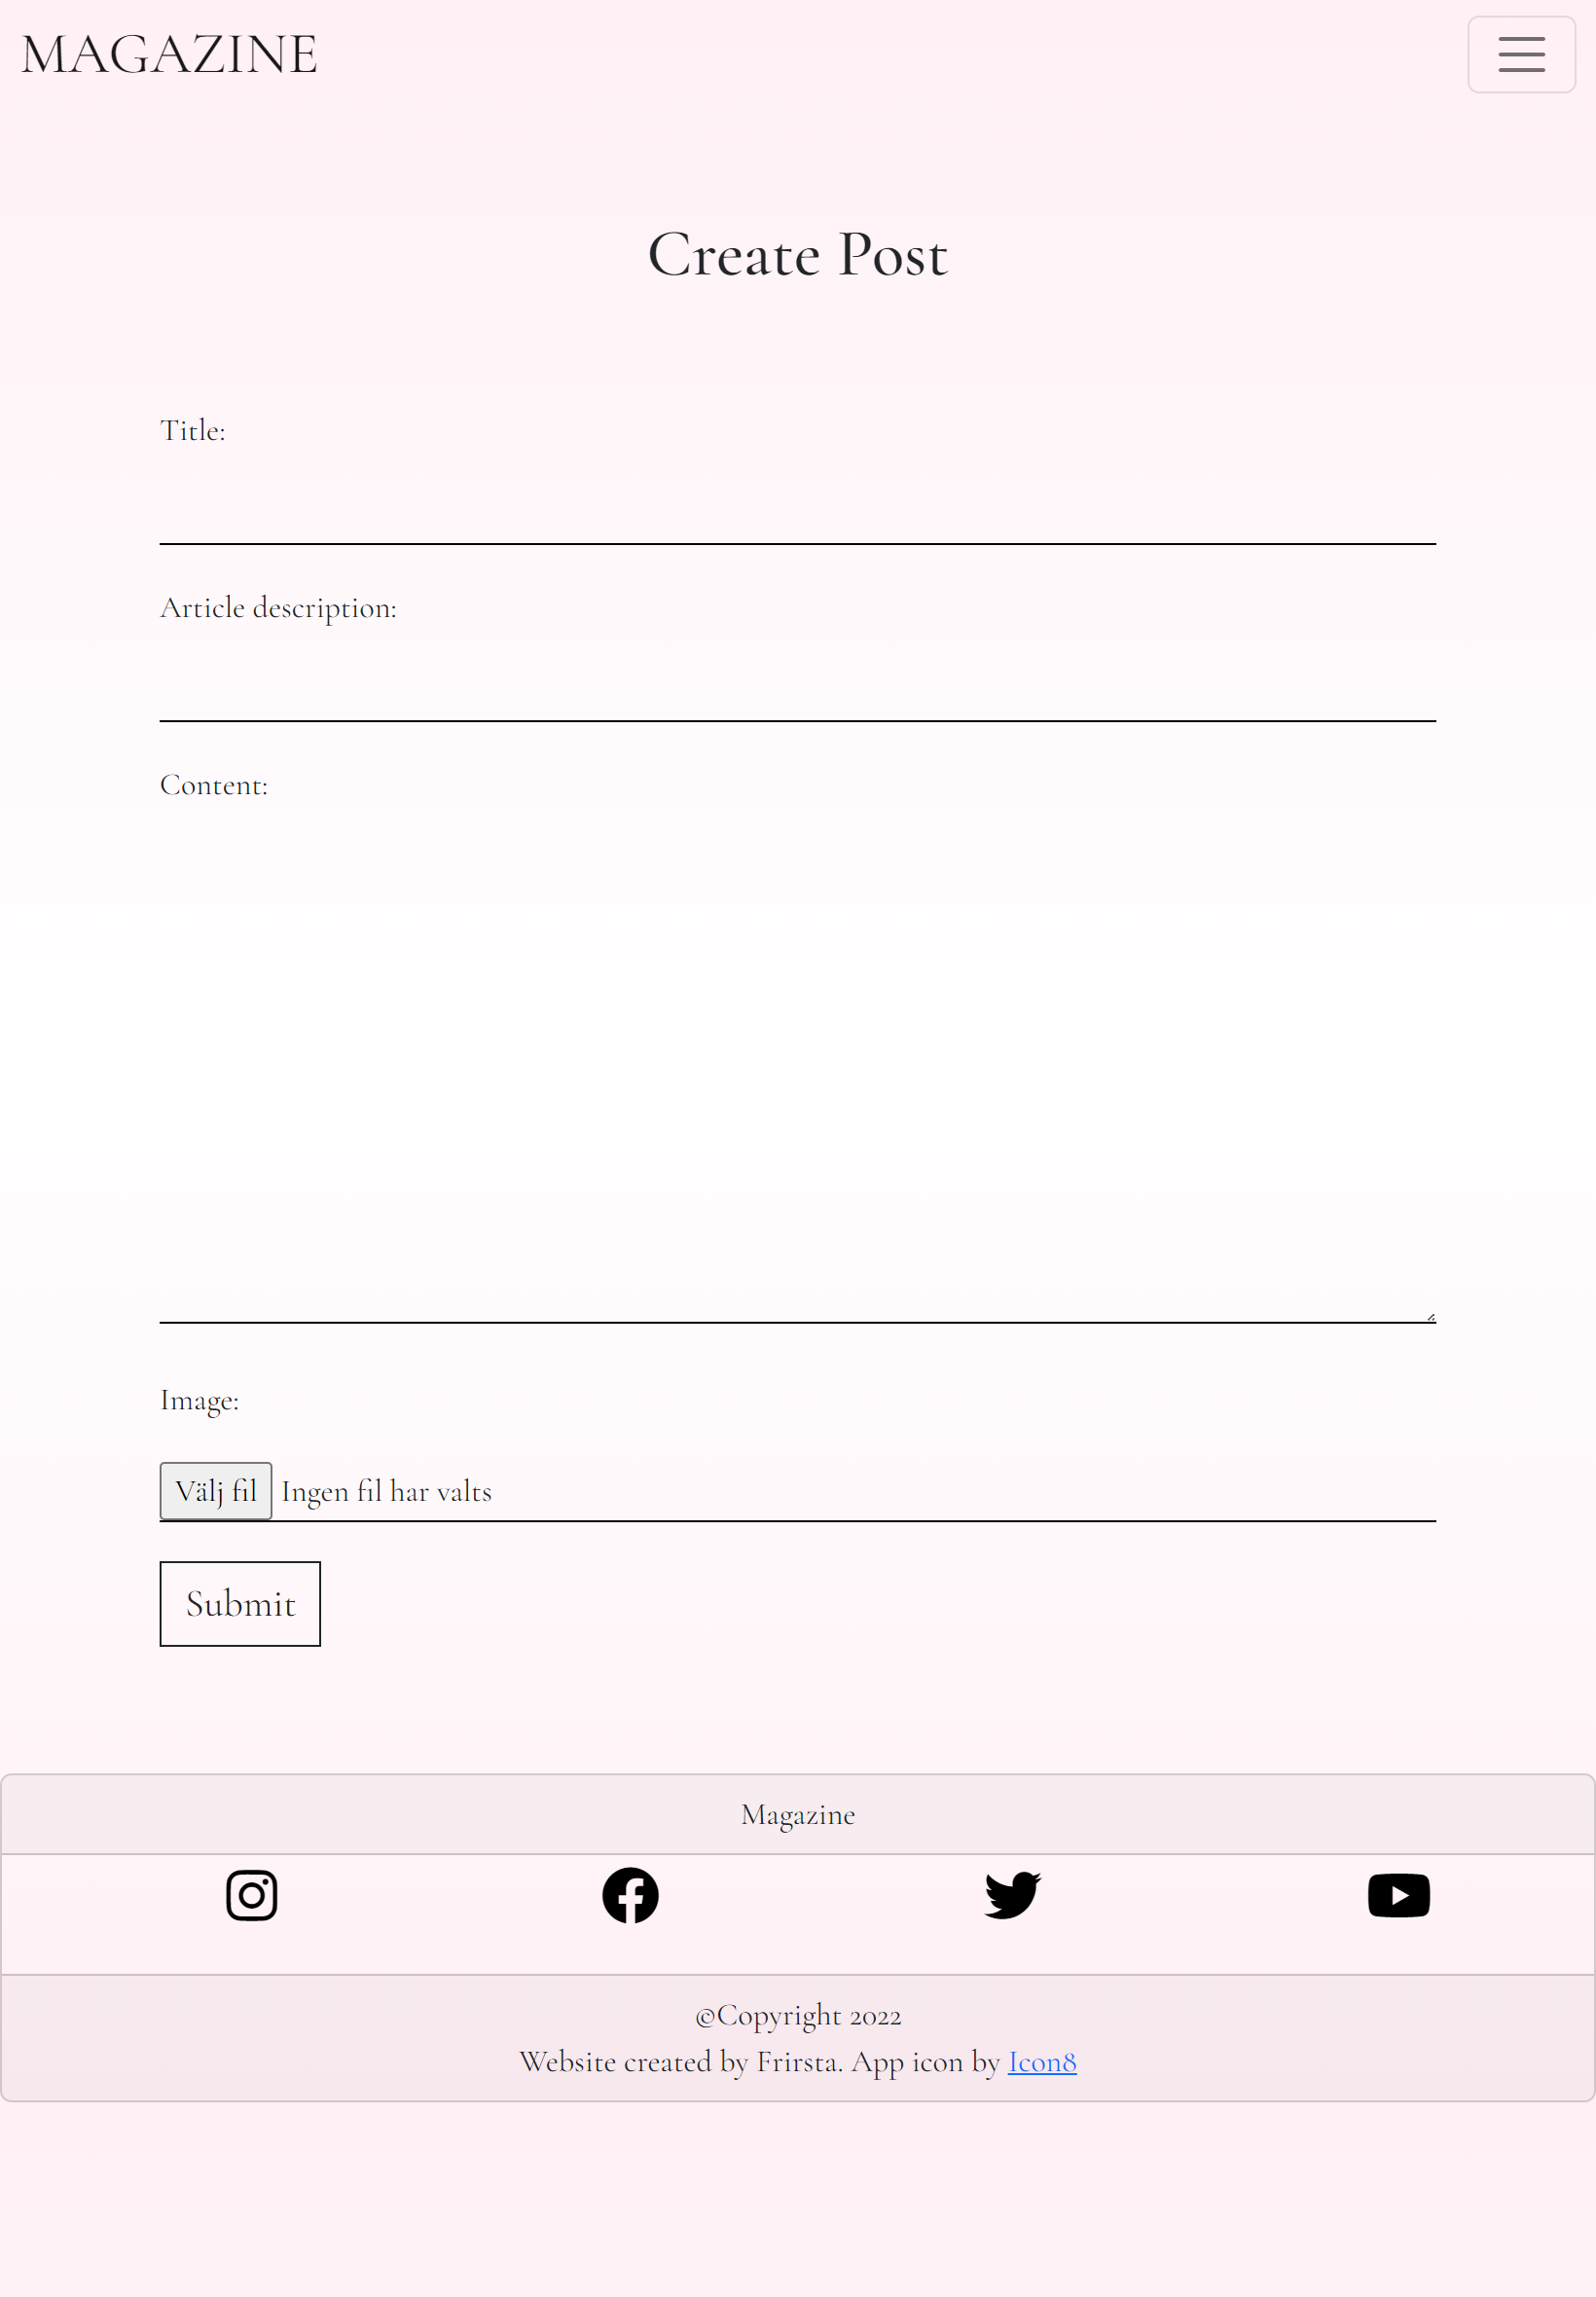 MAGAZINE
Create Post
Title:
Article description:
Content:
Image:
Välj fil Ingen fil har valts
Submit
Magazine
©Copyright 2022
Website created by Frirsta. App icon by Icon8